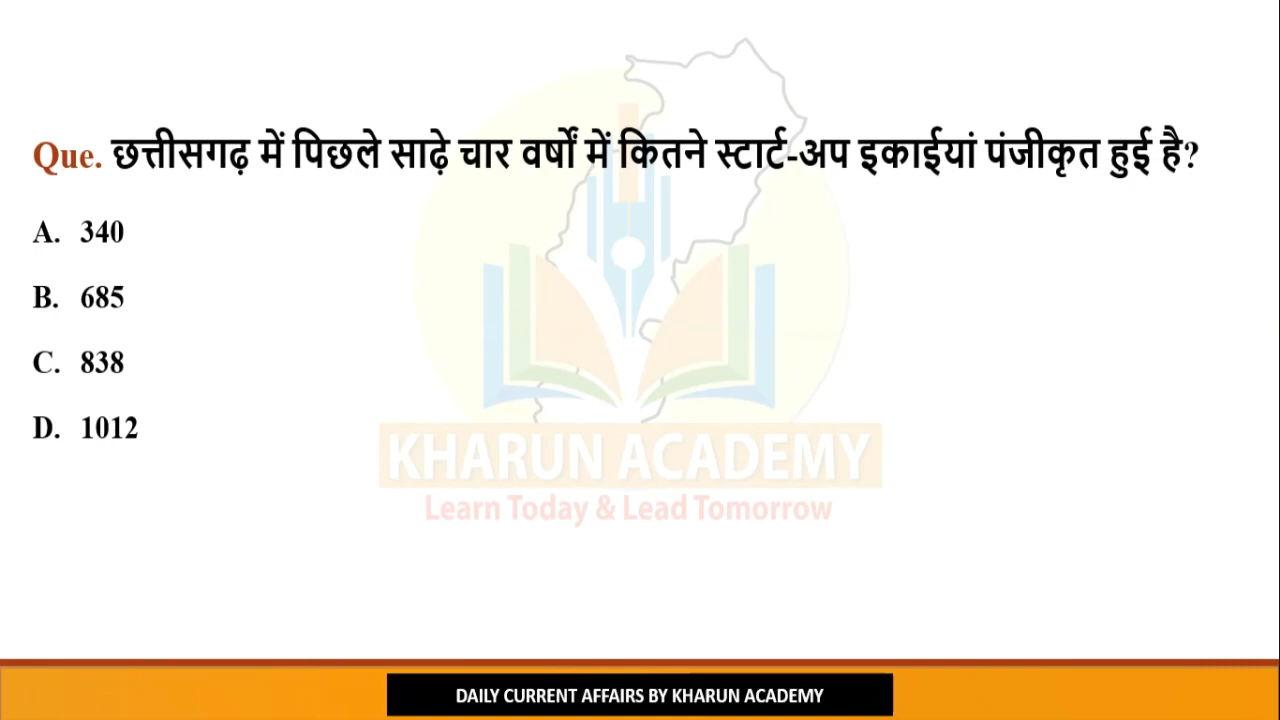 Que. छत्तीसगढ़ में पिछले साढ़े चार वर्षों में कितने स्टार्ट-अप इकाईयां पंजीकृत हुई है?
A. 340
B. 685
C. 838
D. 1012
KHARUN ACADEMY
Learn Today & Lead Tomorrow
DAILY CURRENT AFFAIRS BY KHARUN ACADEMY